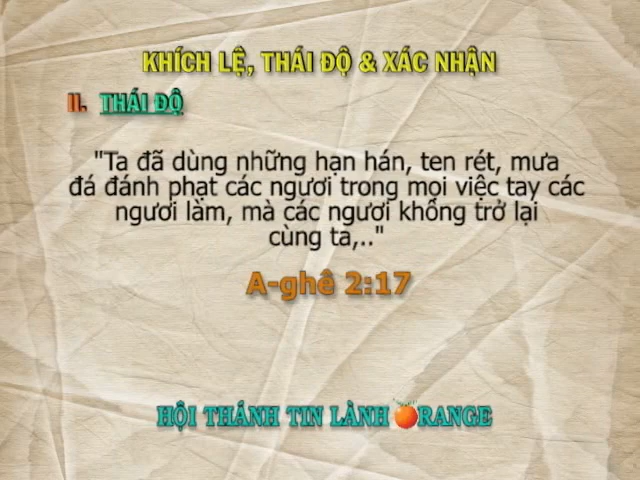 KHÍCH LỆ, THÁI ĐỘ & XÁC NHẬN
II. THÁI ĐỘ
"Ta đã dùng những hạn hán, ten rét, mưa
đá đánh phạt các ngươi trong mọi việc tay các
ngươi làm, mà các ngươi không trở lại
cùng ta,.."
A-ghê 2:17
HỘI THÁNH TIN LÀNH ORANGE